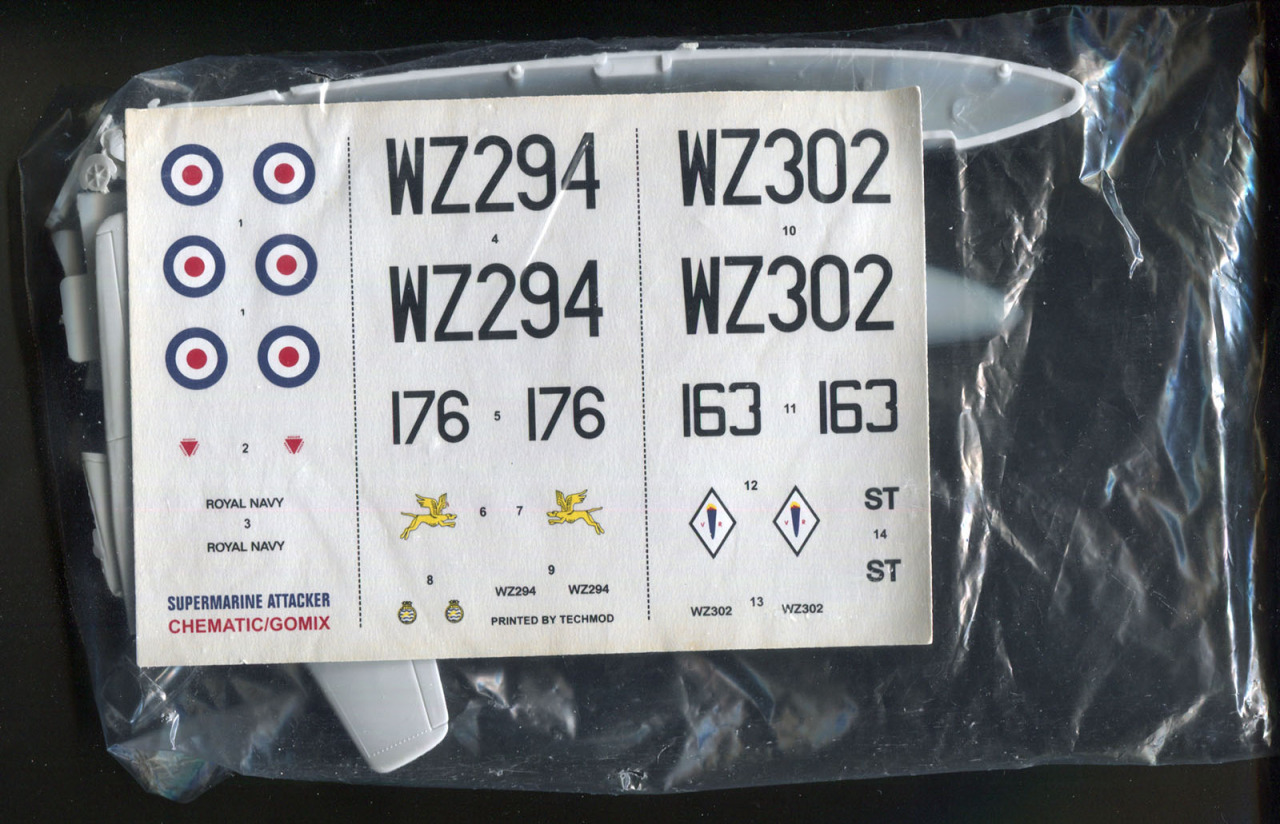 1
1
2
ROYAL NAVY
3
ROYAL NAVY
SUPERMARINE ATTACKER
CHEMATIC/GOMIX
WZ294
4
WZ294
176 5 176
6 7
8
9
WZ294 WZ294
PRINTED BY TECHMOD
WZ302
10
WZ302
163 11 163
12
V R V R
ST
14
ST
WZ302 13 WZ302